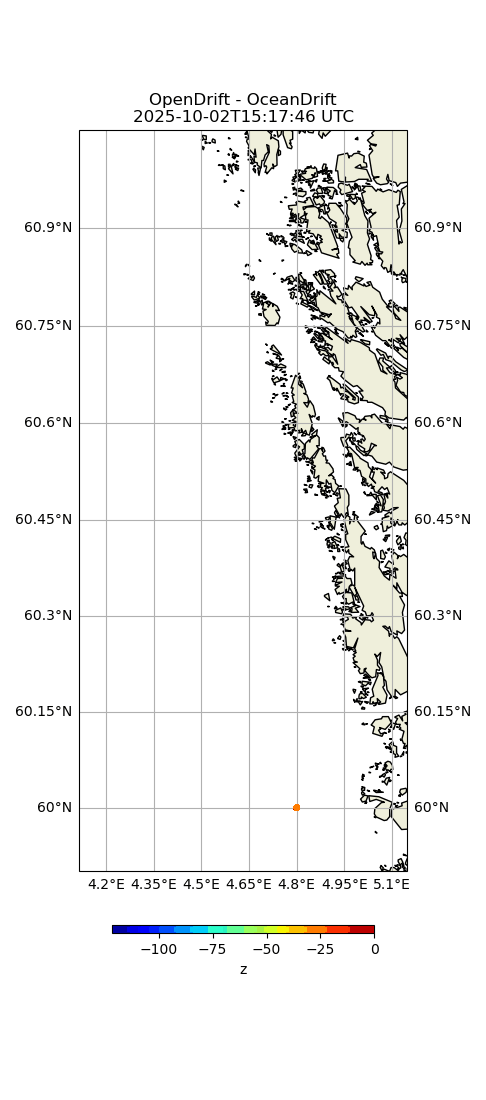 OpenDrift - OceanDrift
2025-10-02T15:17:46 UTC
60.9°N 60.9°N
60.75°N 60.75°N
60.6°N 60.6°N
60.45°N 60.45°N
60.3°N 60.3°N
60.15°N 60.15°N
60°N 60°N
4.2°E 4.35°E 4.5°E 4.65°E 4.8°E 4.95°E 5.1°E
−100 −75 −50 −25 0
z